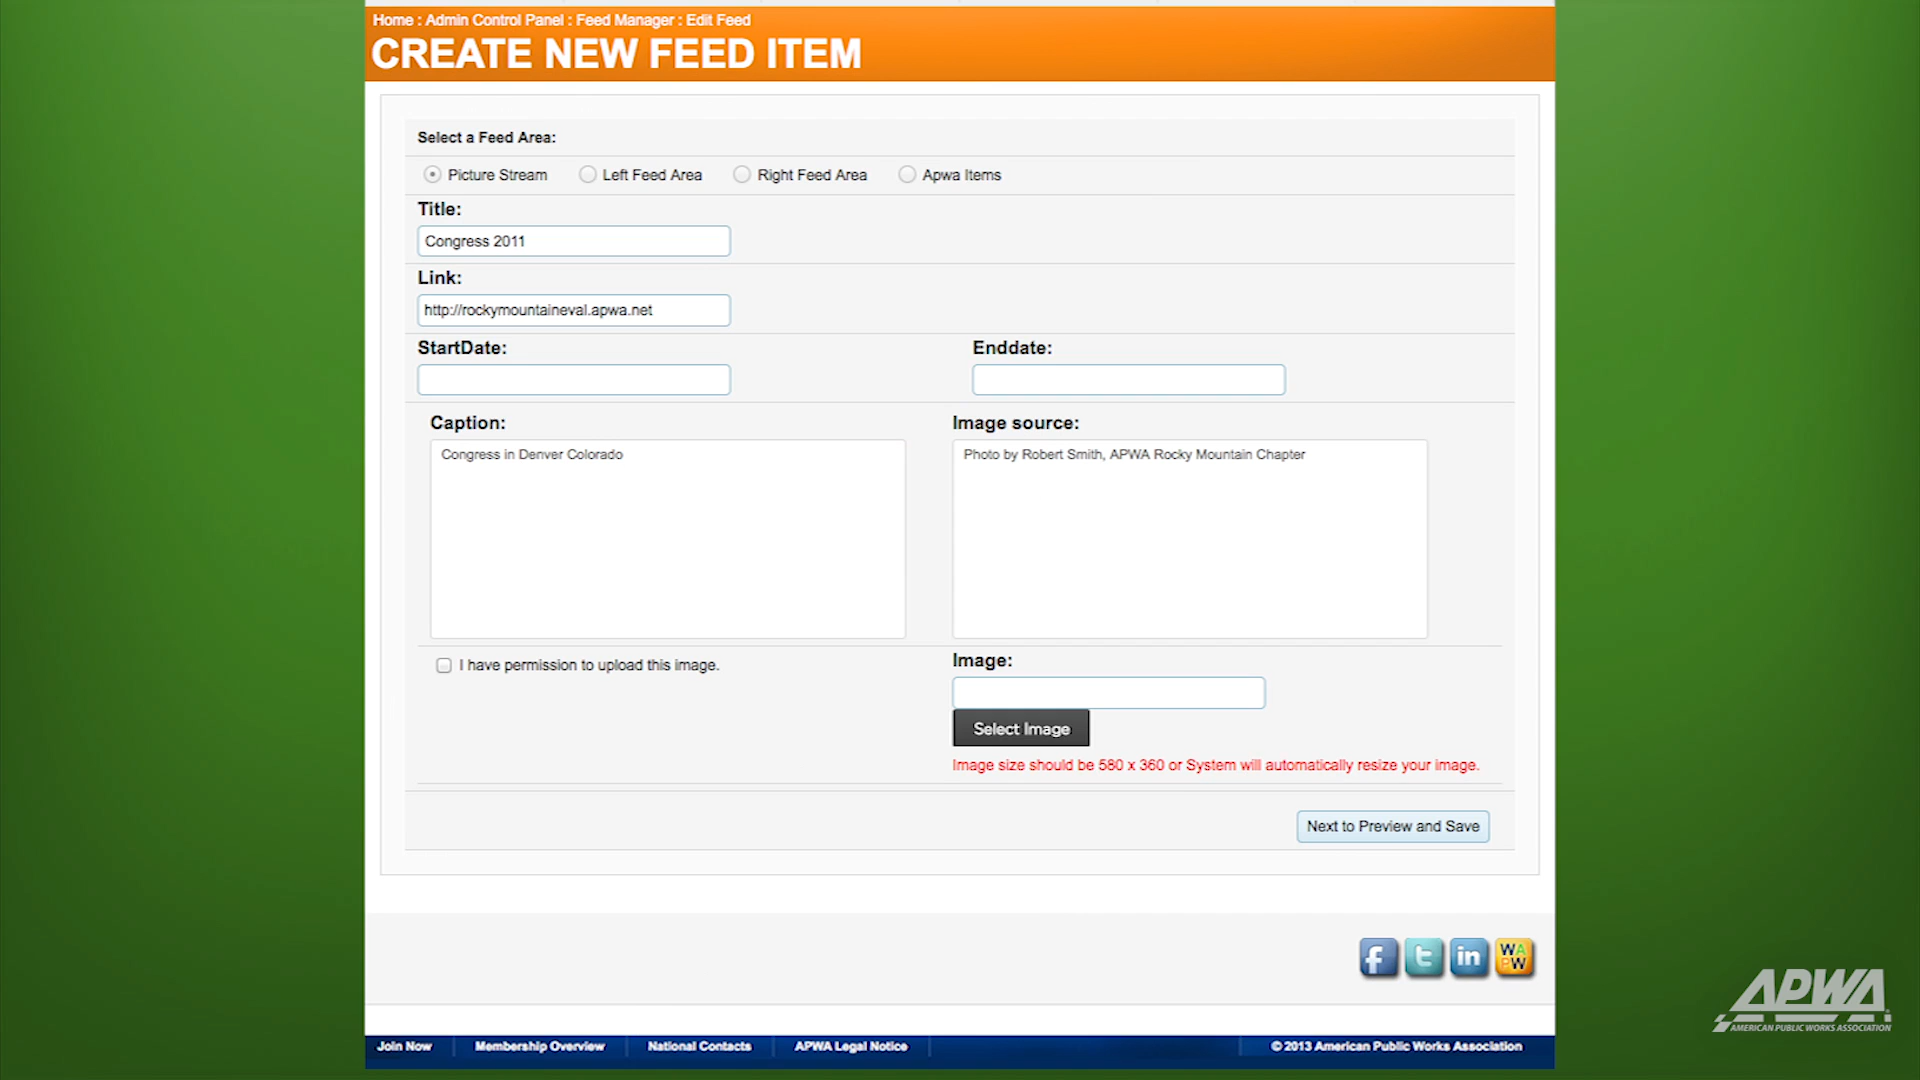 Home : Admin Control Panel : Feed Manager : Edit Feed
CREATE NEW FEED ITEM
Select a Feed Area:
Picture Stream Left Feed Area Right Feed Area Apwa Items
Title:
Congress 2011
Link:
http://rockymountaineval.apwa.net
StartDate: Enddate:
Caption: Image source:
Congress in Denver Colorado Photo by Robert Smith, APWA Rocky Mountain Chapter
I have permission to upload this image. Image:
Select Image
Image size should be 580 x 360 or System will automatically resize your image.
Next to Preview and Save
f t in WAPW
APWA
AMERICAN PUBLIC WORKS ASSOCIATION
Join Now Membership Overview National Contacts APWA Legal Notice © 2013 American Public Works Association